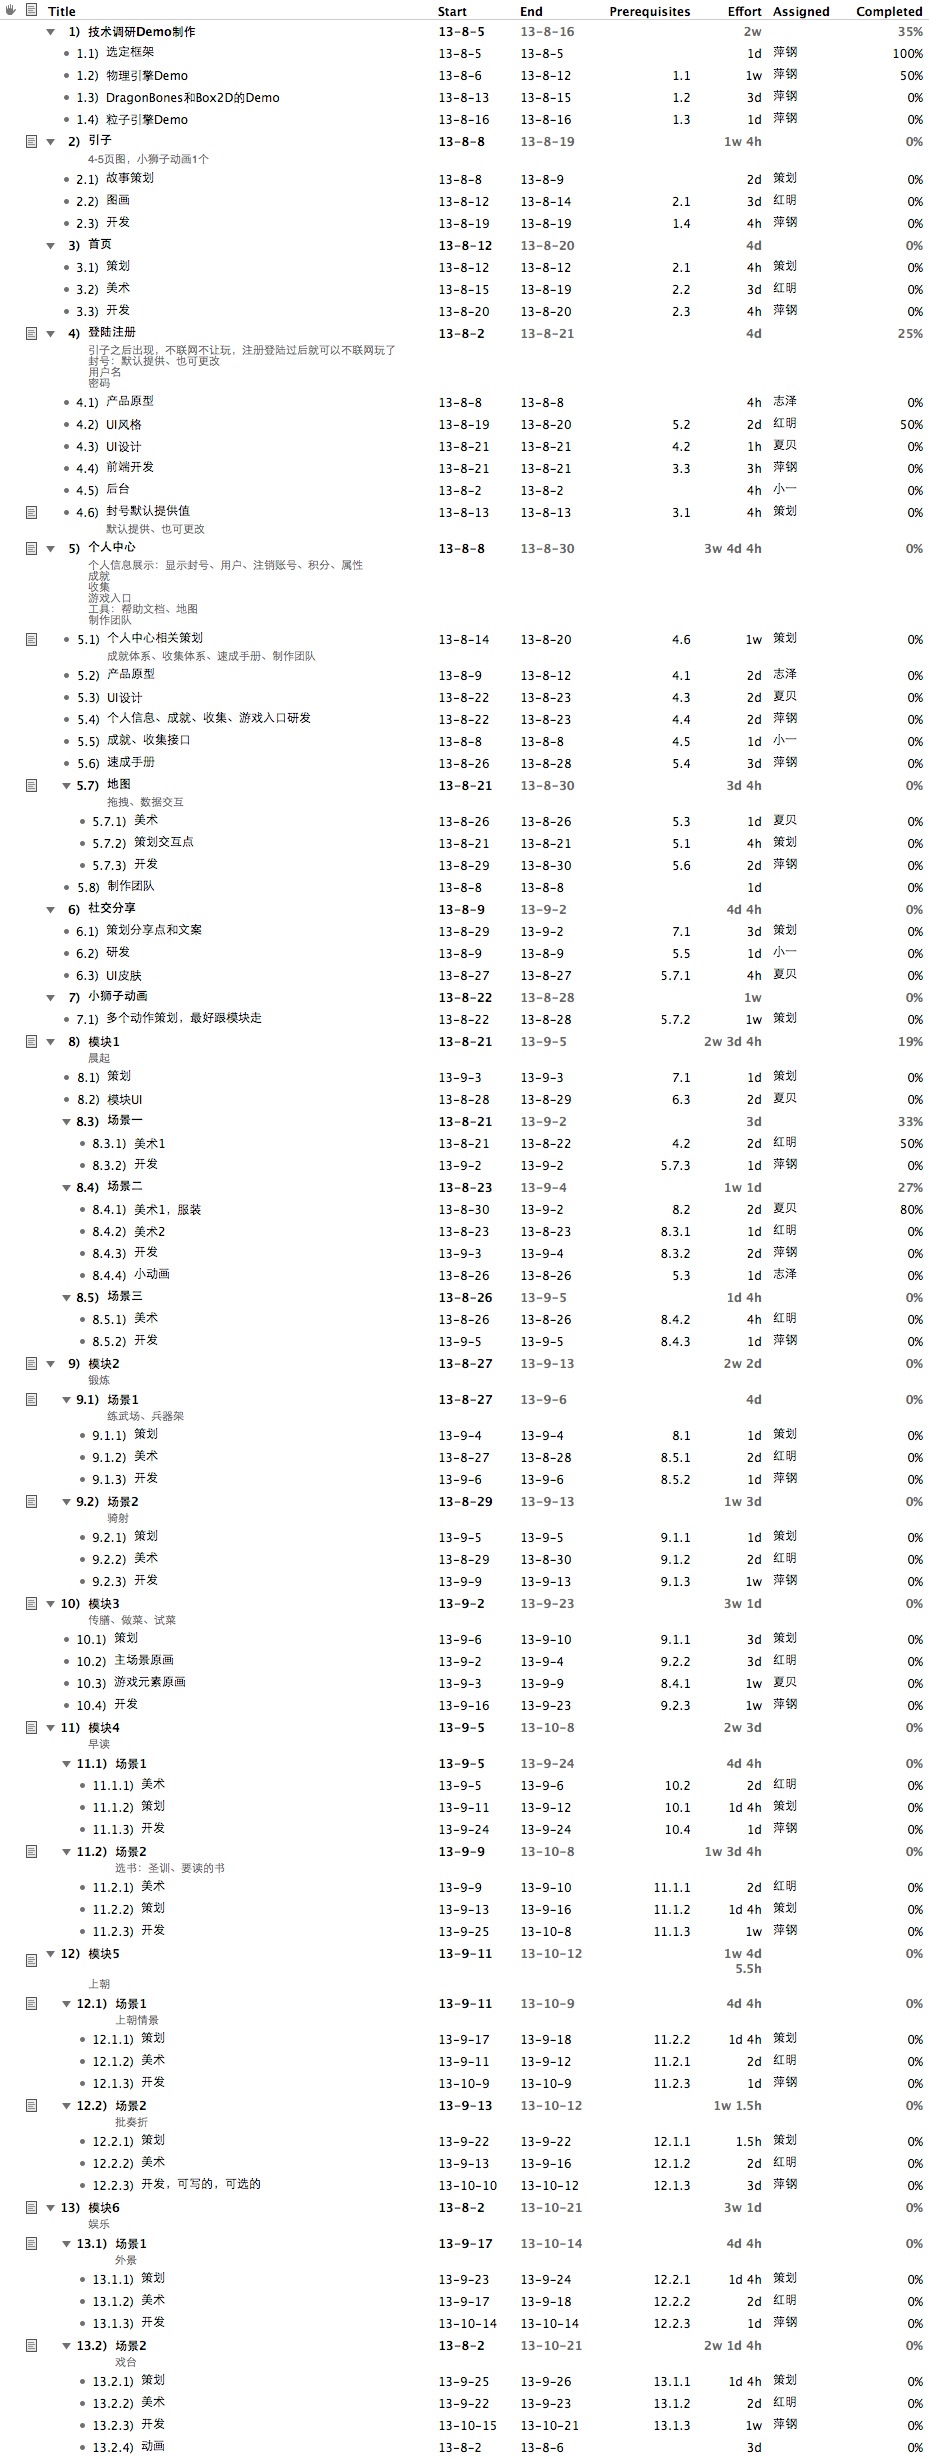 Title Start End Prerequisites Effort Assigned Completed
1) 技术调研Demo制作 13-8-5 13-8-16 2w 35%
1.1) 选定框架 13-8-5 13-8-5 1d 萍钢 100%
1.2) 物理引擎Demo 13-8-6 13-8-12 1.1 1w 萍钢 50%
1.3) DragonBones和Box2D的Demo 13-8-13 13-8-15 1.2 3d 萍钢 0%
1.4) 粒子引擎Demo 13-8-16 13-8-16 1.3 1d 萍钢 0%
2) 引子 13-8-8 13-8-19 1w 4h 0%
4-5页图，小狮子动画1个
2.1) 故事策划 13-8-8 13-8-9 2d 策划 0%
2.2) 图画 13-8-12 13-8-14 2.1 3d 红明 0%
2.3) 开发 13-8-19 13-8-19 1.4 4h 萍钢 0%
3) 首页 13-8-12 13-8-20 4d 0%
3.1) 策划 13-8-12 13-8-12 2.1 4h 策划 0%
3.2) 美术 13-8-15 13-8-19 2.2 3d 红明 0%
3.3) 开发 13-8-20 13-8-20 2.3 4h 萍钢 0%
4) 登陆注册 13-8-2 13-8-21 4d 25%
引子之后出现，不联网不让玩，注册登陆过后就可以不联网玩了
封号：默认提供、也可更改
用户名
密码
4.1) 产品原型 13-8-8 13-8-8 4h 志泽 0%
4.2) UI风格 13-8-19 13-8-20 5.2 2d 红明 50%
4.3) UI设计 13-8-21 13-8-21 4.2 1h 夏贝 0%
4.4) 前端开发 13-8-21 13-8-21 3.3 3h 萍钢 0%
4.5) 后台 13-8-2 13-8-2 4h 小一 0%
4.6) 封号默认提供值 13-8-13 13-8-13 3.1 4h 策划 0%
默认提供、也可更改
5) 个人中心 13-8-8 13-8-30 3w 4d 4h 0%
个人信息展示：显示封号、用户、注销账号、积分、属性
成就
收集
游戏入口
工具：帮助文档、地图
制作团队
5.1) 个人中心相关策划 13-8-14 13-8-20 4.6 1w 策划 0%
成就体系、收集体系、速成手册、制作团队
5.2) 产品原型 13-8-9 13-8-12 4.1 2d 志泽 0%
5.3) UI设计 13-8-22 13-8-23 4.3 2d 夏贝 0%
5.4) 个人信息、成就、收集、游戏入口研发 13-8-22 13-8-23 4.4 2d 萍钢 0%
5.5) 成就、收集接口 13-8-8 13-8-8 4.5 1d 小一 0%
5.6) 速成手册 13-8-26 13-8-28 5.4 3d 萍钢 0%
5.7) 地图 13-8-21 13-8-30 3d 4h 0%
拖拽、数据交互
5.7.1) 美术 13-8-26 13-8-26 5.3 1d 夏贝 0%
5.7.2) 策划交互点 13-8-21 13-8-21 5.1 4h 策划 0%
5.7.3) 开发 13-8-29 13-8-30 5.6 2d 萍钢 0%
5.8) 制作团队 13-8-8 13-8-8 1d 0%
6) 社交分享 13-8-9 13-9-2 4d 4h 0%
6.1) 策划分享点和文案 13-8-29 13-9-2 7.1 3d 策划 0%
6.2) 研发 13-8-9 13-8-9 5.5 1d 小一 0%
6.3) UI皮肤 13-8-27 13-8-27 5.7.1 4h 夏贝 0%
7) 小狮子动画 13-8-22 13-8-28 1w 0%
7.1) 多个动作策划，最好跟模块走 13-8-22 13-8-28 5.7.2 1w 策划 0%
8) 模块1 13-8-21 13-9-5 2w 3d 4h 19%
晨起
8.1) 策划 13-9-3 13-9-3 7.1 1d 策划 0%
8.2) 模块UI 13-8-28 13-8-29 6.3 2d 夏贝 0%
8.3) 场景一 13-8-21 13-9-2 3d 33%
8.3.1) 美术1 13-8-21 13-8-22 4.2 2d 红明 50%
8.3.2) 开发 13-9-2 13-9-2 5.7.3 1d 萍钢 0%
8.4) 场景二 13-8-23 13-9-4 1w 1d 27%
8.4.1) 美术1，服装 13-8-30 13-9-2 8.2 2d 夏贝 80%
8.4.2) 美术2 13-8-23 13-8-23 8.3.1 1d 红明 0%
8.4.3) 开发 13-9-3 13-9-4 8.3.2 2d 萍钢 0%
8.4.4) 小动画 13-8-26 13-8-26 5.3 1d 志泽 0%
8.5) 场景三 13-8-26 13-9-5 1d 4h 0%
8.5.1) 美术 13-8-26 13-8-26 8.4.2 4h 红明 0%
8.5.2) 开发 13-9-5 13-9-5 8.4.3 1d 萍钢 0%
9) 模块2 13-8-27 13-9-13 2w 2d 0%
锻炼
9.1) 场景1 13-8-27 13-9-6 4d 0%
练武场、兵器架
9.1.1) 策划 13-9-4 13-9-4 8.1 1d 策划 0%
9.1.2) 美术 13-8-27 13-8-28 8.5.1 2d 红明 0%
9.1.3) 开发 13-9-6 13-9-6 8.5.2 1d 萍钢 0%
9.2) 场景2 13-8-29 13-9-13 1w 3d 0%
骑射
9.2.1) 策划 13-9-5 13-9-5 9.1.1 1d 策划 0%
9.2.2) 美术 13-8-29 13-8-30 9.1.2 2d 红明 0%
9.2.3) 开发 13-9-9 13-9-13 9.1.3 1w 萍钢 0%
10) 模块3 13-9-2 13-9-23 3w 1d 0%
传膳、做菜、试菜
10.1) 策划 13-9-6 13-9-10 9.1.1 3d 策划 0%
10.2) 主场景原画 13-9-2 13-9-4 9.2.2 3d 红明 0%
10.3) 游戏元素原画 13-9-3 13-9-9 8.4.1 1w 夏贝 0%
10.4) 开发 13-9-16 13-9-23 9.2.3 1w 萍钢 0%
11) 模块4 13-9-5 13-10-8 2w 3d 0%
早读
11.1) 场景1 13-9-5 13-9-24 4d 4h 0%
11.1.1) 美术 13-9-5 13-9-6 10.2 2d 红明 0%
11.1.2) 策划 13-9-11 13-9-12 10.1 1d 4h 策划 0%
11.1.3) 开发 13-9-24 13-9-24 10.4 1d 萍钢 0%
11.2) 场景2 13-9-9 13-10-8 1w 3d 4h 0%
选书：圣训、要读的书
11.2.1) 美术 13-9-9 13-9-10 11.1.1 2d 红明 0%
11.2.2) 策划 13-9-13 13-9-16 11.1.2 1d 4h 策划 0%
11.2.3) 开发 13-9-25 13-10-8 11.1.3 1w 萍钢 0%
12) 模块5 13-9-11 13-10-12 1w 4d 0%
5.5h
上朝
12.1) 场景1 13-9-11 13-10-9 4d 4h 0%
上朝情景
12.1.1) 策划 13-9-17 13-9-18 11.2.2 1d 4h 策划 0%
12.1.2) 美术 13-9-11 13-9-12 11.2.1 2d 红明 0%
12.1.3) 开发 13-10-9 13-10-9 11.2.3 1d 萍钢 0%
12.2) 场景2 13-9-13 13-10-12 1w 1.5h 0%
批奏折
12.2.1) 策划 13-9-22 13-9-22 12.1.1 1.5h 策划 0%
12.2.2) 美术 13-9-13 13-9-16 12.1.2 2d 红明 0%
12.2.3) 开发，可写的，可选的 13-10-10 13-10-12 12.1.3 3d 萍钢 0%
13) 模块6 13-8-2 13-10-21 3w 1d 0%
娱乐
13.1) 场景1 13-9-17 13-10-14 4d 4h 0%
外景
13.1.1) 策划 13-9-23 13-9-24 12.2.1 1d 4h 策划 0%
13.1.2) 美术 13-9-17 13-9-18 12.2.2 2d 红明 0%
13.1.3) 开发 13-10-14 13-10-14 12.2.3 1d 萍钢 0%
13.2) 场景2 13-8-2 13-10-21 2w 1d 4h 0%
戏台
13.2.1) 策划 13-9-25 13-9-26 13.1.1 1d 4h 策划 0%
13.2.2) 美术 13-9-22 13-9-23 13.1.2 2d 红明 0%
13.2.3) 开发 13-10-15 13-10-21 13.1.3 1w 萍钢 0%
13.2.4) 动画 13-8-2 13-8-6 3d 0%